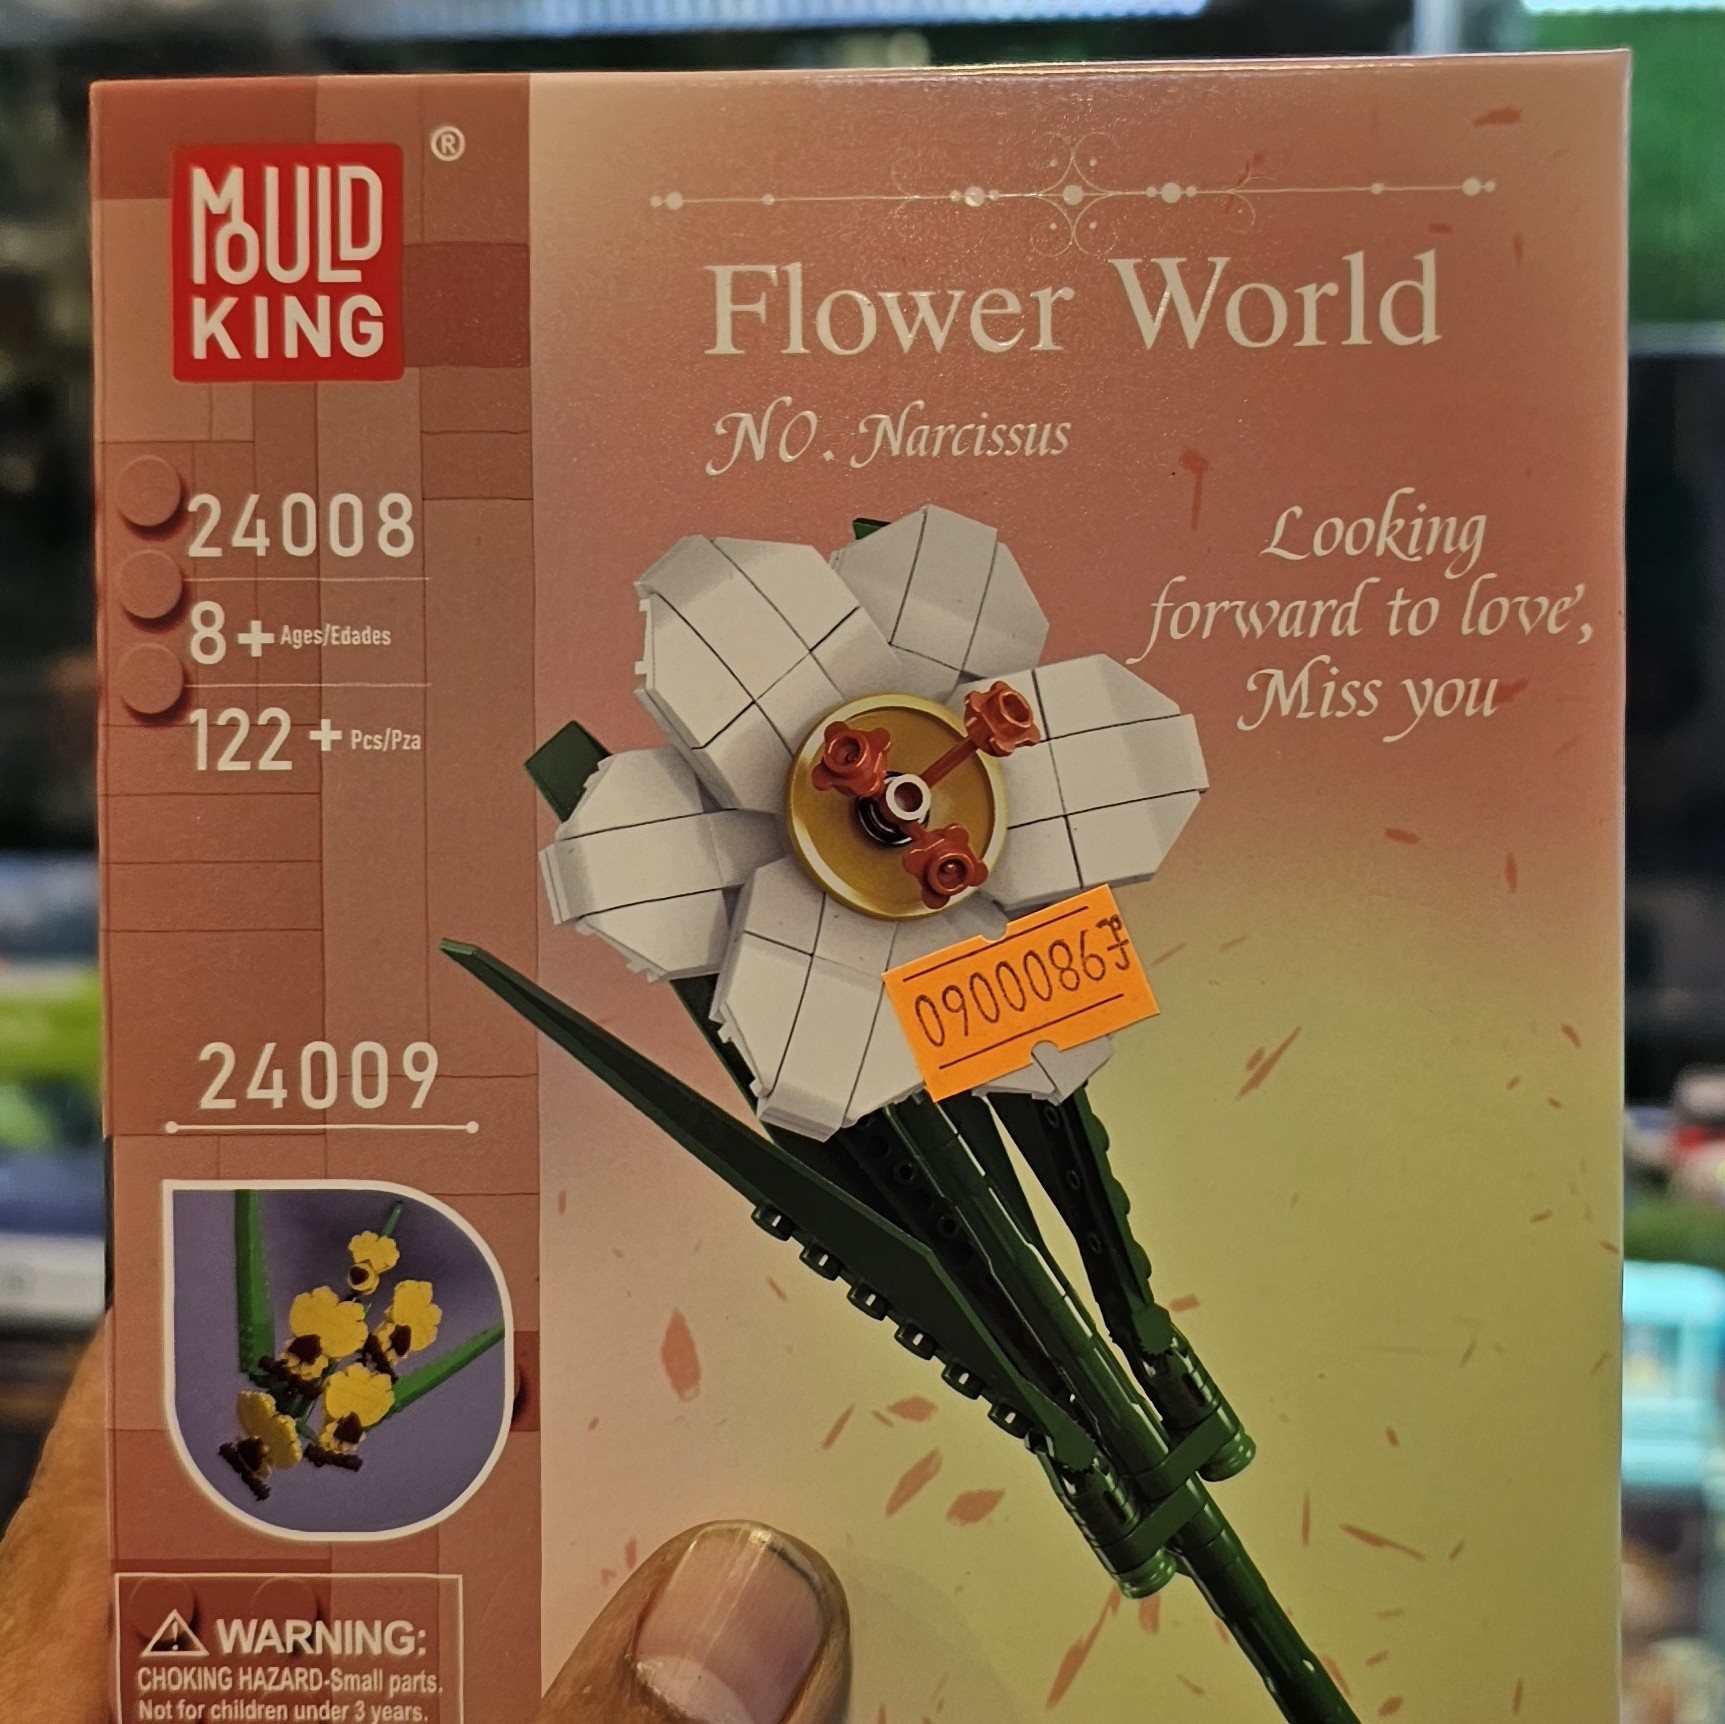 MOULD
KING
®
Flower World
NO. Narcissus
Looking
forward to love,
Miss you
24008
8+ Ages/Edades
122+ Pcs/Pza
0900086
24009
WARNING:
CHOKING HAZARD-Small parts.
Not for children under 3 years.